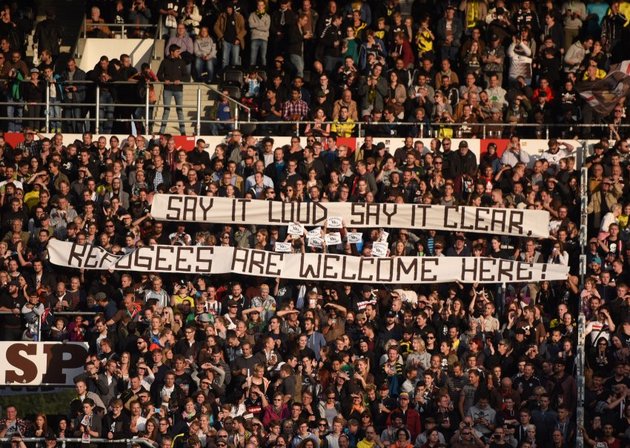 SAY IT LOUD SAY IT CLEAR,
REFUGEES ARE WELCOME HERE!
SP